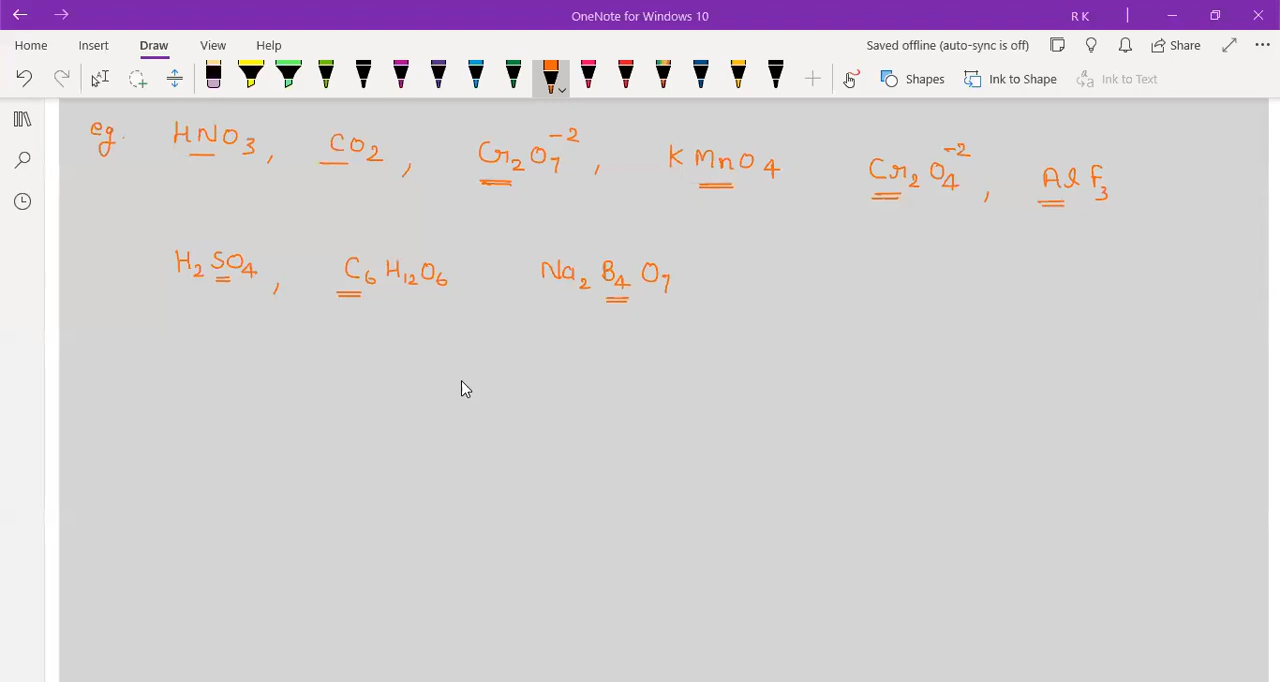 OneNote for Windows 10
R K
Home Insert Draw View Help
Saved offline (auto-sync is off) Share
Shapes Ink to Shape Ink to Text
eg. HNO3, CO2, Cr2O7^-2, KMnO4 Cr2O4^-2, AlF3
H2SO4, C6H12O6 Na2B4O7